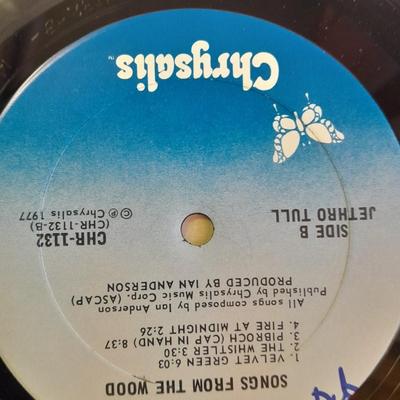 Chrysalis™
SIDE B
JETHRO TULL
CHR-1132
(CHR-1132-B)
℗© Chrysalis 1977
PRODUCED BY IAN ANDERSON
Published by Chrysalis Music Corp. (ASCAP)
All songs composed by Ian Anderson
SONGS FROM THE WOOD
1. VELVET GREEN 6:03
2. THE WHISTLER 3:30
3. PIBROCH (CAP IN HAND) 8:37
4. FIRE AT MIDNIGHT 2:26